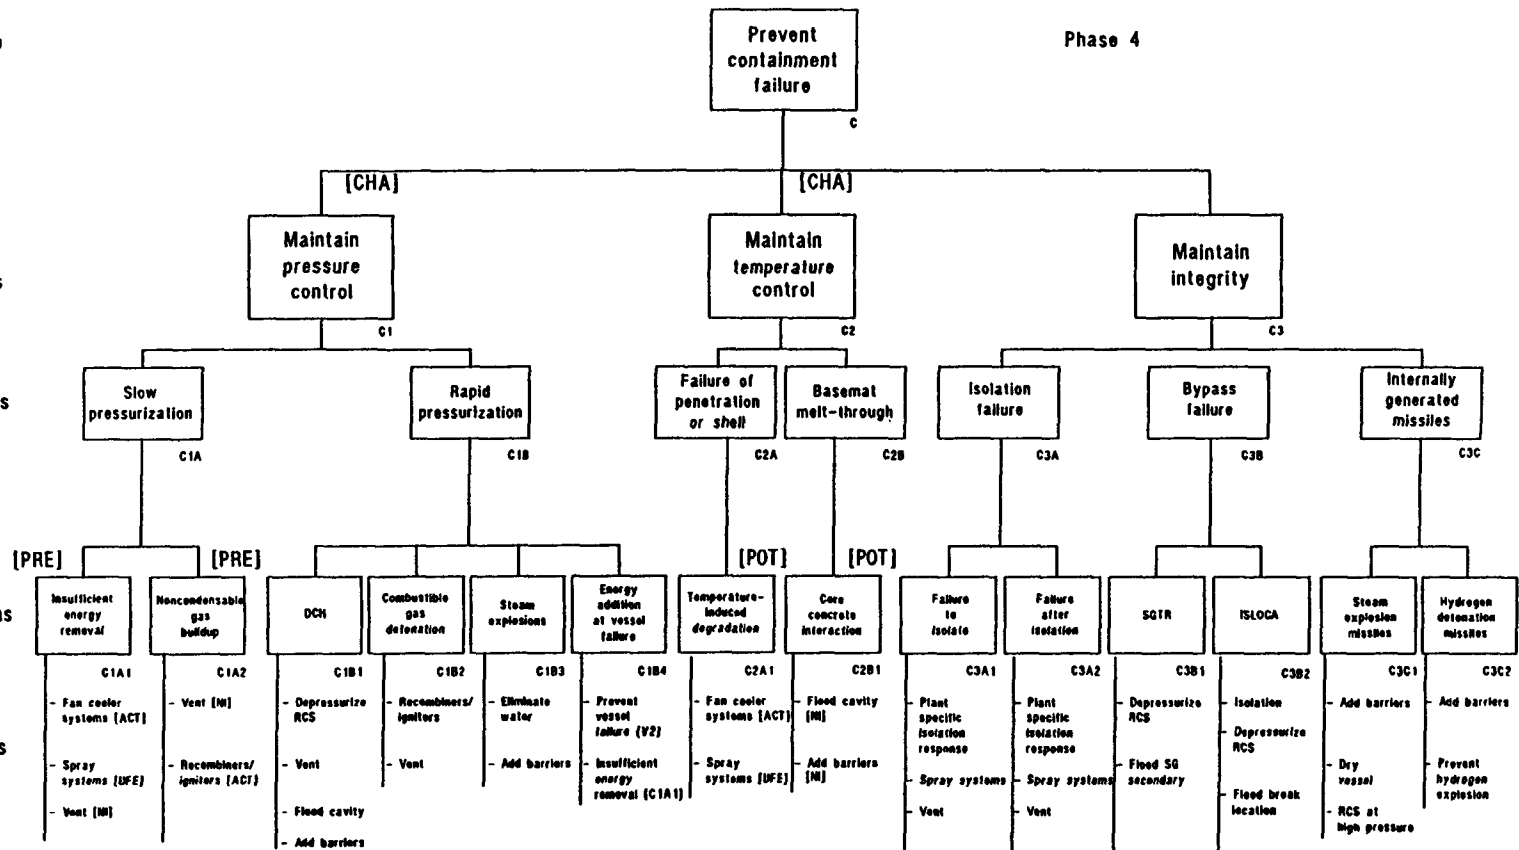 Prevent
containment
failure
C
Phase 4
[CHA]
[CHA]
Maintain
pressure
control
C1
Maintain
temperature
control
C2
Maintain
integrity
C3
s
Slow
pressurization
C1A
Rapid
pressurization
C1B
Failure of
penetration
or shell
C2A
Basemat
melt-through
C2B
Isolation
failure
C3A
Bypass
failure
C3B
Internally
generated
missiles
C3C
s
[PRE]
[PRE]
[POT]
[POT]
Insufficient
energy
removal
C1A1
Noncondensable
gas
buildup
C1A2
DCH
C1B1
Combustible
gas
detonation
C1B2
Steam
explosions
C1B3
Energy
addition
at vessel
failure
C1B4
Temperature-
induced
degradation
C2A1
Core
concrete
interaction
C2B1
Failure
to
isolate
C3A1
Failure
after
isolation
C3A2
SGTR
C3B1
ISLOCA
C3B2
Steam
explosion
missiles
C3C1
Hydrogen
detonation
missiles
C3C2
ns
- Fan cooler
systems [ACT]
- Spray
systems [UFE]
- Vent [NI]
- Vent [NI]
- Recombiners/
igniters [ACT]
- Depressurize
RCS
- Vent
- Flood cavity
- Add barriers
- Recombiners/
igniters
- Vent
- Eliminate
water
- Add barriers
- Prevent
vessel
failure (V2)
- Insufficient
energy
removal (C1A1)
- Fan cooler
systems [ACT]
- Spray
systems [UFE]
- Flood cavity
[NI]
- Add barriers
[NI]
- Plant
specific
isolation
response
- Spray systems
- Vent
- Plant
specific
isolation
response
- Spray systems
- Vent
- Depressurize
RCS
- Flood SG
secondary
- Isolation
- Depressurize
RCS
- Flood break
location
- Add barriers
- Dry
vessel
- RCS at
high pressure
- Add barriers
- Prevent
hydrogen
explosion
s